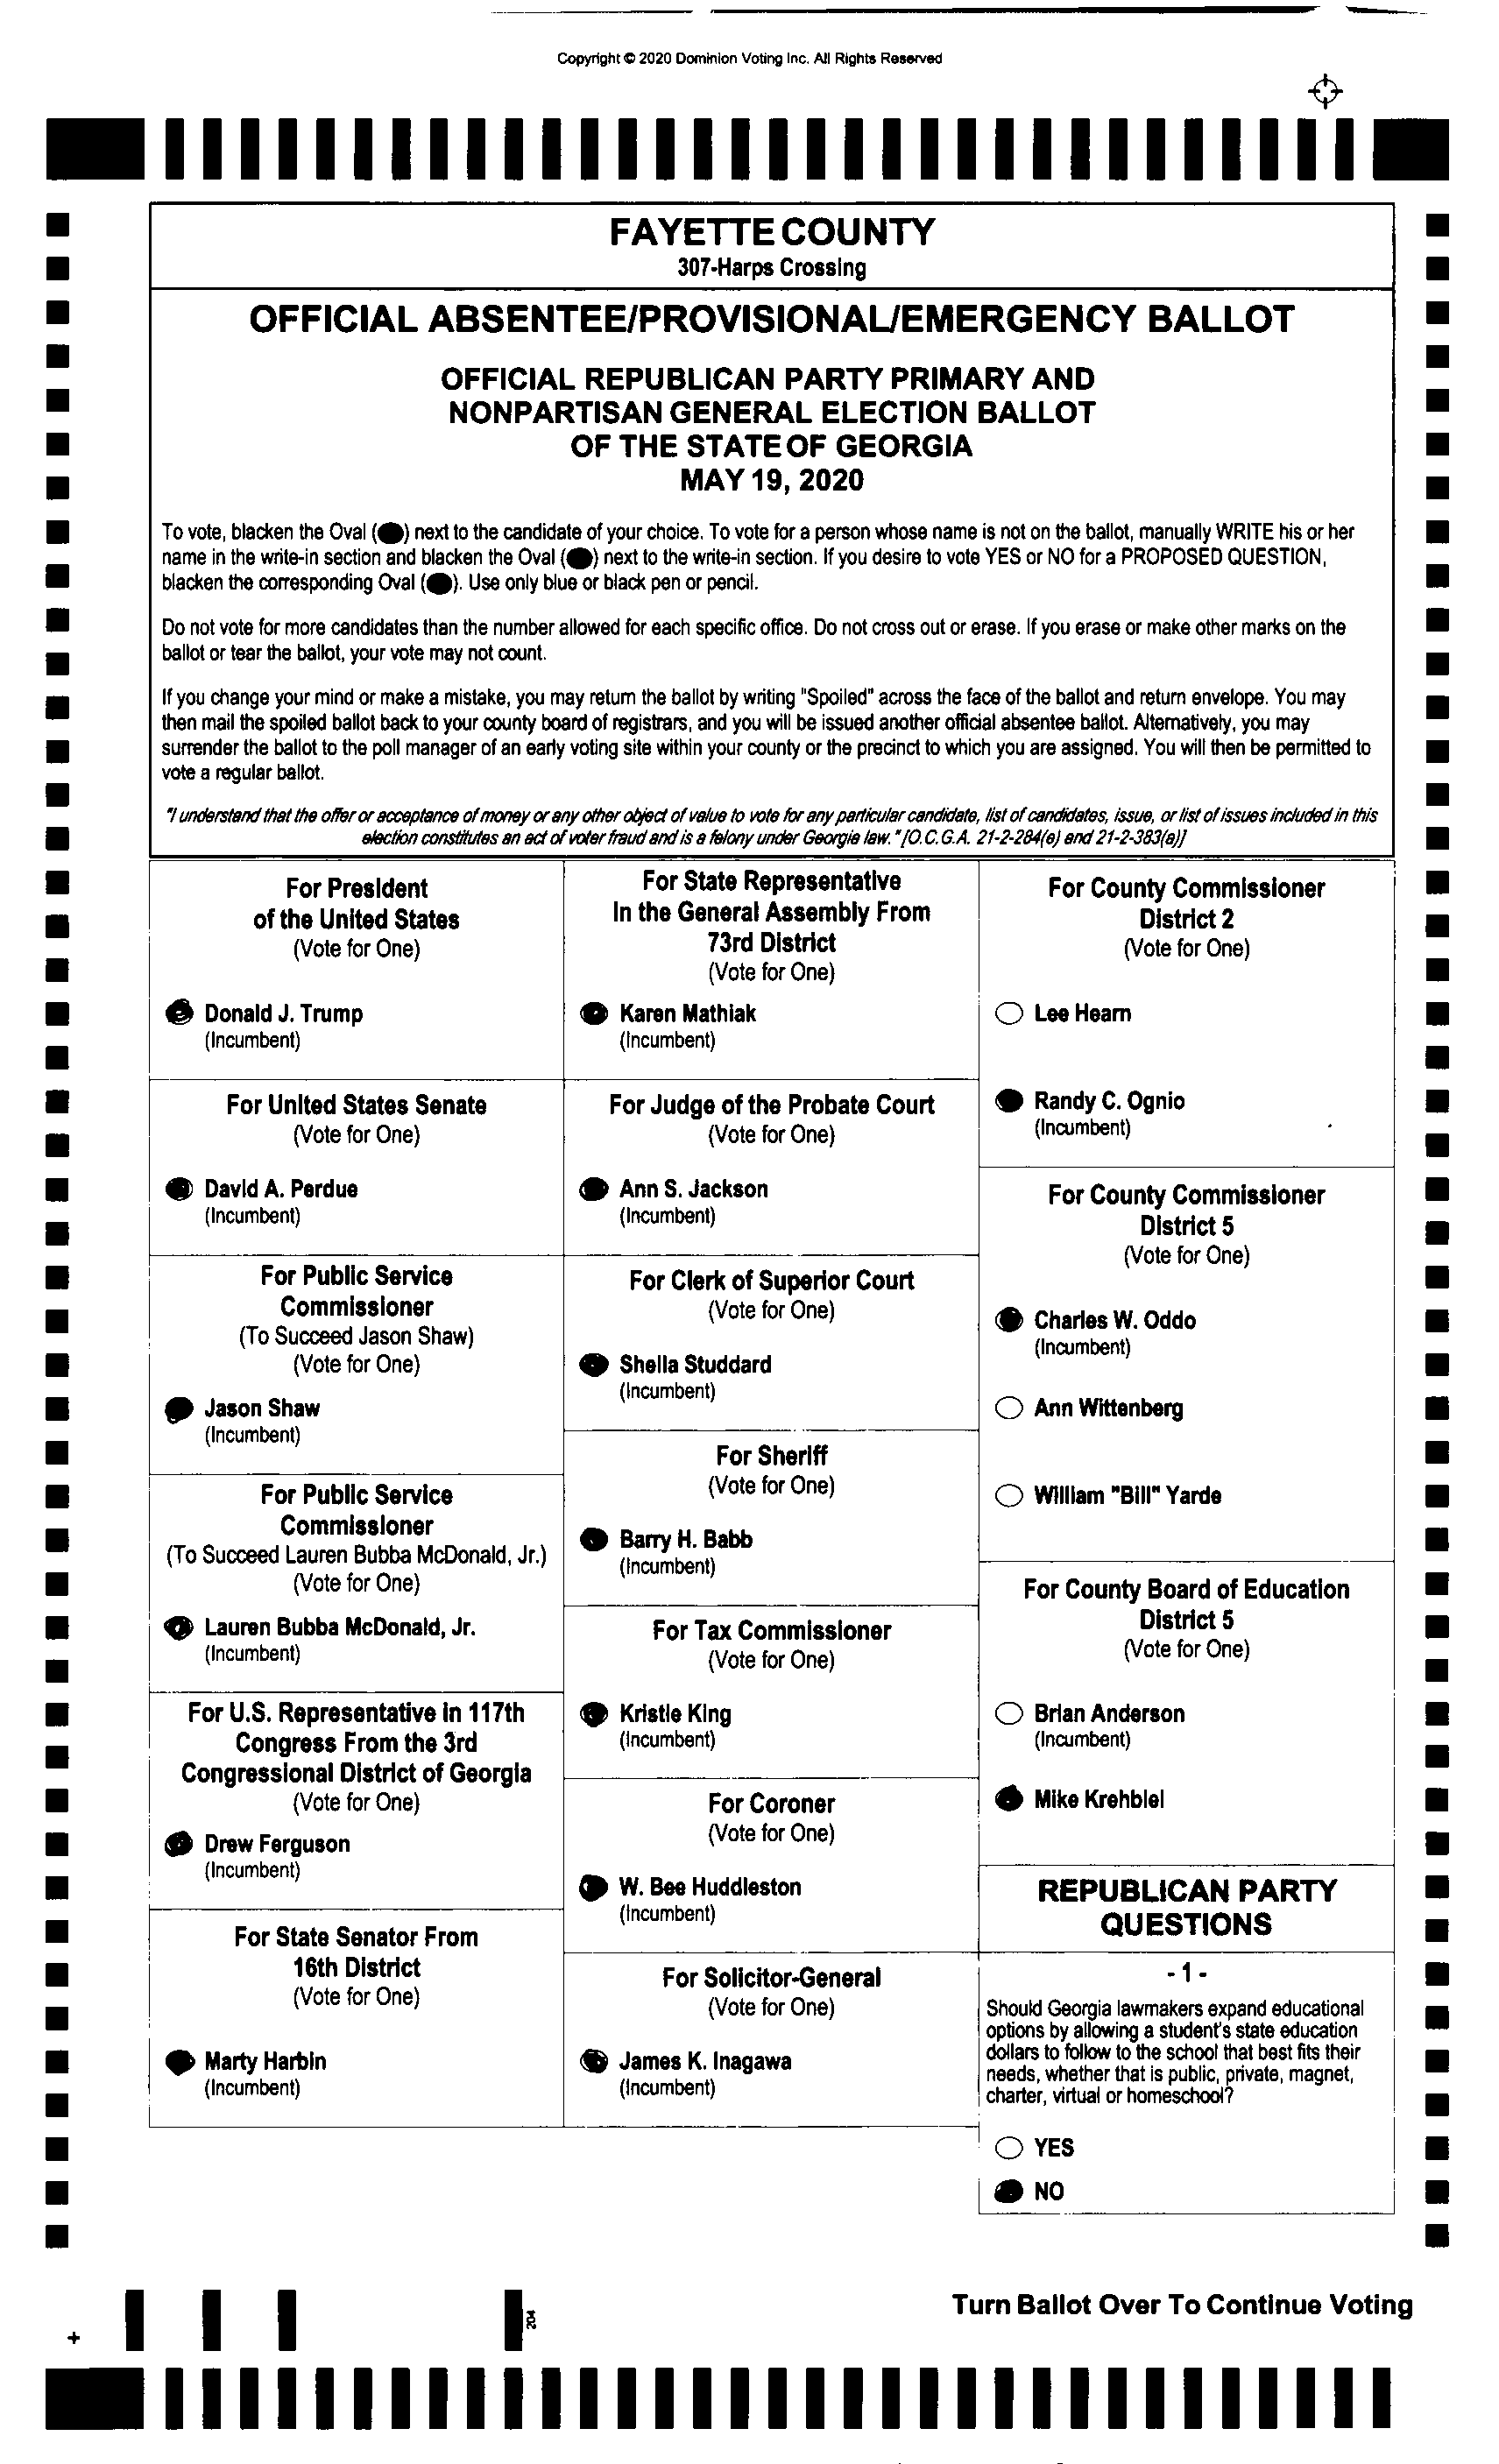 Copyright © 2020 Dominion Voting Inc. All Rights Reserved
FAYETTE COUNTY
307-Harps Crossing
OFFICIAL ABSENTEE/PROVISIONAL/EMERGENCY BALLOT
OFFICIAL REPUBLICAN PARTY PRIMARY AND
NONPARTISAN GENERAL ELECTION BALLOT
OF THE STATE OF GEORGIA
MAY 19, 2020
To vote, blacken the Oval ( ) next to the candidate of your choice. To vote for a person whose name is not on the ballot, manually WRITE his or her
name in the write-in section and blacken the Oval ( ) next to the write-in section. If you desire to vote YES or NO for a PROPOSED QUESTION,
blacken the corresponding Oval ( ). Use only blue or black pen or pencil.
Do not vote for more candidates than the number allowed for each specific office. Do not cross out or erase. If you erase or make other marks on the
ballot or tear the ballot, your vote may not count.
If you change your mind or make a mistake, you may return the ballot by writing "Spoiled" across the face of the ballot and return envelope. You may
then mail the spoiled ballot back to your county board of registrars, and you will be issued another official absentee ballot. Alternatively, you may
surrender the ballot to the poll manager of an early voting site within your county or the precinct to which you are assigned. You will then be permitted to
vote a regular ballot.
"I understand that the offer or acceptance of money or any other object of value to vote for any particular candidate, list of candidates, issue, or list of issues included in this
election constitutes an act of voter fraud and is a felony under Georgia law." [O.C.G.A. 21-2-284(e) and 21-2-383(a)]
For President
of the United States
(Vote for One)
Donald J. Trump
(Incumbent)
For United States Senate
(Vote for One)
David A. Perdue
(Incumbent)
For Public Service
Commissioner
(To Succeed Jason Shaw)
(Vote for One)
Jason Shaw
(Incumbent)
For Public Service
Commissioner
(To Succeed Lauren Bubba McDonald, Jr.)
(Vote for One)
Lauren Bubba McDonald, Jr.
(Incumbent)
For U.S. Representative in 117th
Congress From the 3rd
Congressional District of Georgia
(Vote for One)
Drew Ferguson
(Incumbent)
For State Senator From
16th District
(Vote for One)
Marty Harbin
(Incumbent)
For State Representative
In the General Assembly From
73rd District
(Vote for One)
Karen Mathiak
(Incumbent)
For Judge of the Probate Court
(Vote for One)
Ann S. Jackson
(Incumbent)
For Clerk of Superior Court
(Vote for One)
Sheila Studdard
(Incumbent)
For Sheriff
(Vote for One)
Barry H. Babb
(Incumbent)
For Tax Commissioner
(Vote for One)
Kristie King
(Incumbent)
For Coroner
(Vote for One)
W. Bee Huddleston
(Incumbent)
For Solicitor-General
(Vote for One)
James K. Inagawa
(Incumbent)
For County Commissioner
District 2
(Vote for One)
Lee Hearn
Randy C. Ognio
(Incumbent)
For County Commissioner
District 5
(Vote for One)
Charles W. Oddo
(Incumbent)
Ann Wittenberg
William "Bill" Yarde
For County Board of Education
District 5
(Vote for One)
Brian Anderson
(Incumbent)
Mike Krehbiel
REPUBLICAN PARTY
QUESTIONS
- 1 -
Should Georgia lawmakers expand educational
options by allowing a student's state education
dollars to follow to the school that best fits their
needs, whether that is public, private, magnet,
charter, virtual or homeschool?
YES
NO
Turn Ballot Over To Continue Voting
204
+